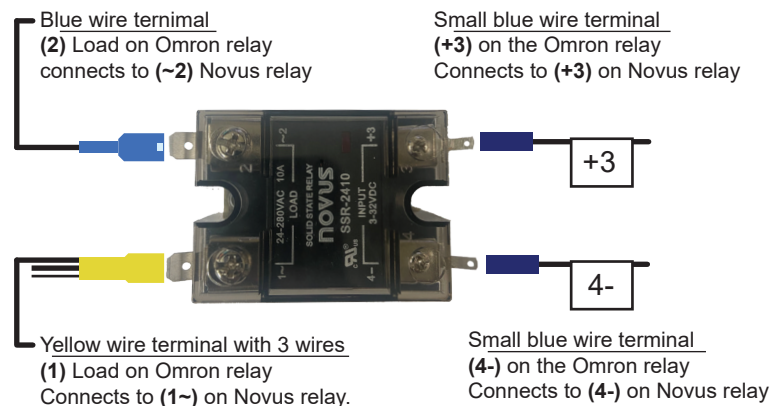 Blue wire ternimal
(2) Load on Omron relay
connects to (~2) Novus relay
Small blue wire terminal
(+3) on the Omron relay
Connects to (+3) on Novus relay
~2
+3
2
3
24-280VAC 10A
LOAD
SOLID STATE RELAY
novus
SSR-2410
INPUT
3-32VDC
1~
4-
4
c RU us
+3
4-
Yellow wire terminal with 3 wires
(1) Load on Omron relay
Connects to (1~) on Novus relay.
Small blue wire terminal
(4-) on the Omron relay
Connects to (4-) on Novus relay